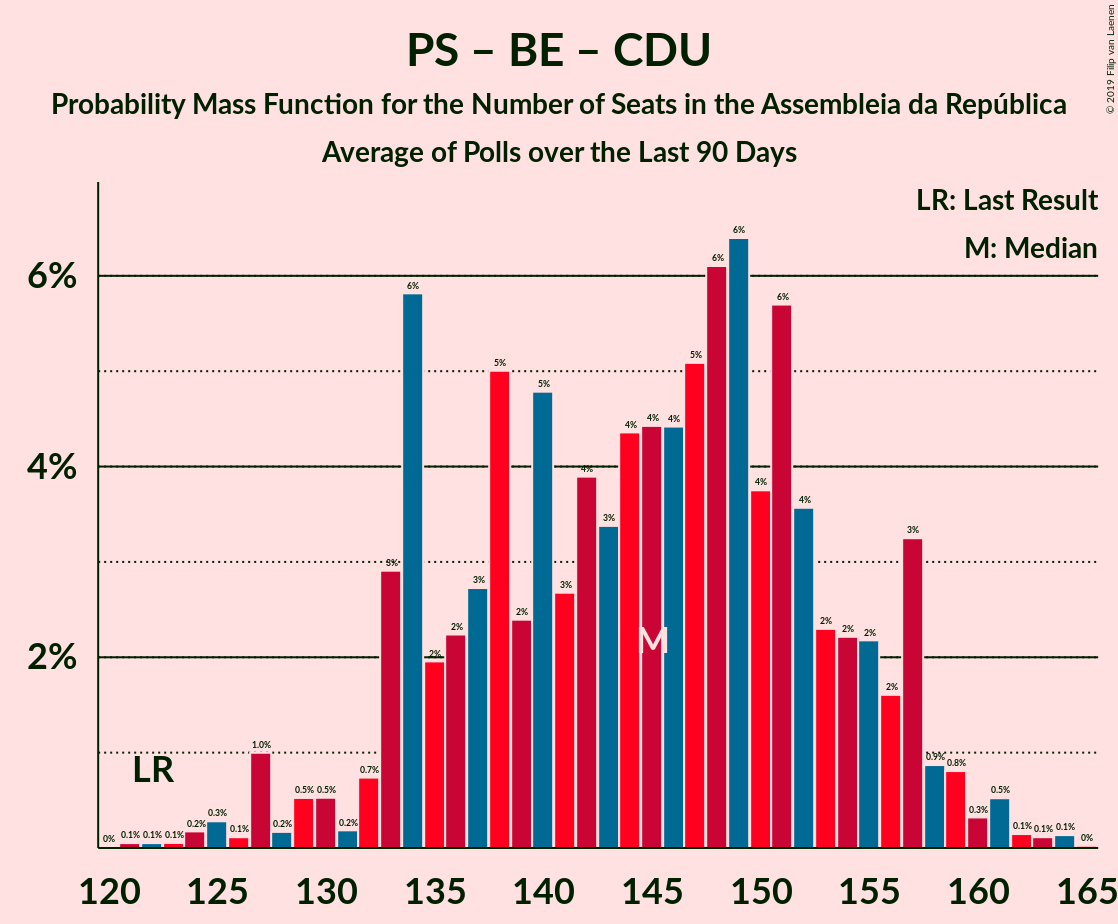 PS – BE – CDU
Probability Mass Function for the Number of Seats in the Assembleia da República
Average of Polls over the Last 90 Days
© 2019 Filip van Laenen
LR: Last Result
M: Median
6%
4%
2%
0% 0.1% 0.1% 0.1% 0.2% 0.3% 0.1% 1.0% 0.2% 0.5% 0.5% 0.2% 0.7% 3% 6% 2% 2% 3% 5% 2% 5% 3% 4% 3% 4% 4% 4% 5% 6% 6% 4% 6% 4% 2% 2% 2% 2% 3% 0.9% 0.8% 0.3% 0.5% 0.1% 0.1% 0.1% 0%
LR
M
120 125 130 135 140 145 150 155 160 165